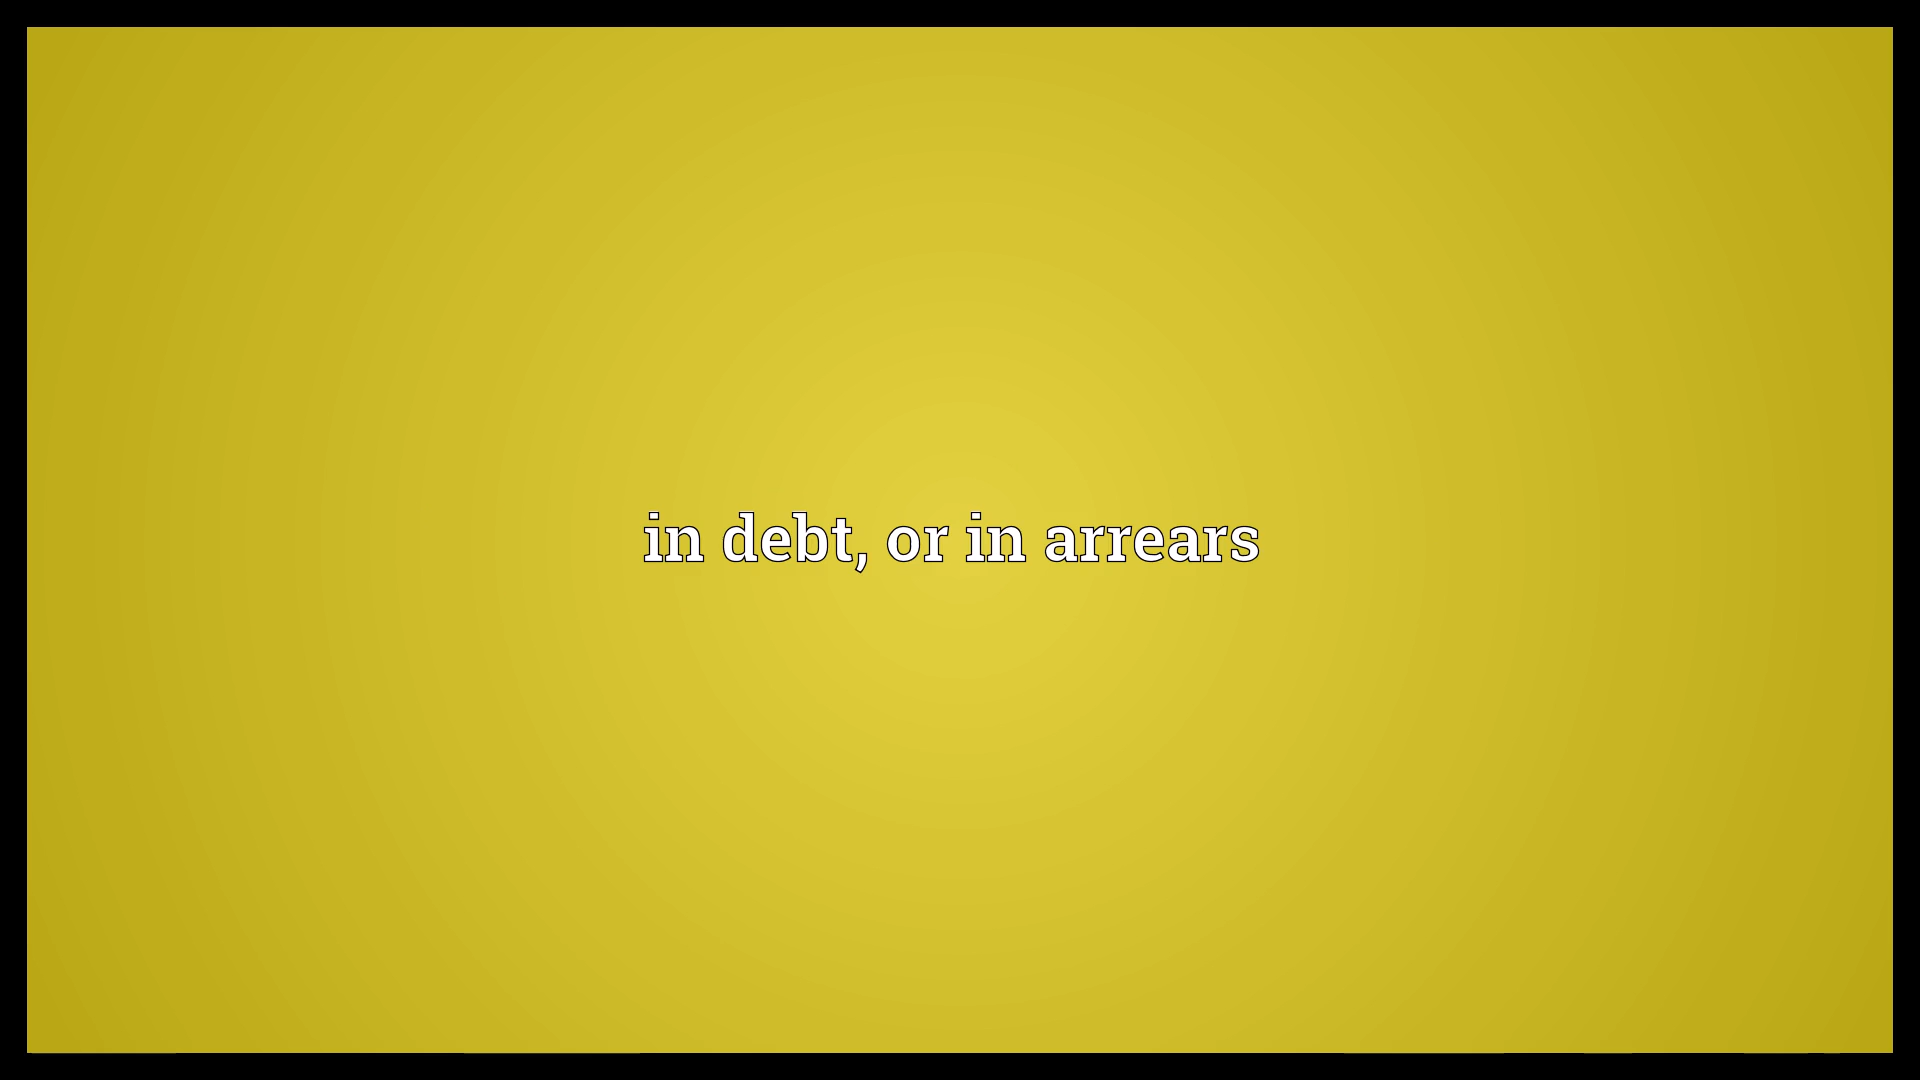 in debt, or in arrears